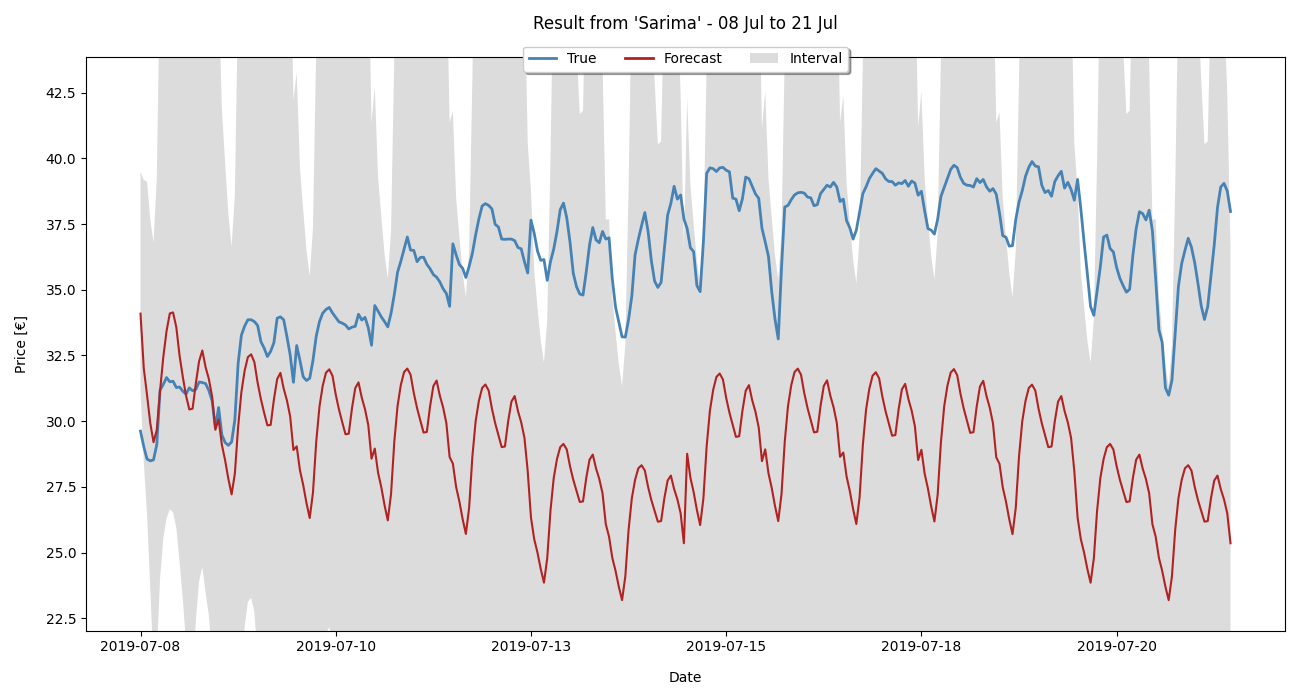 Result from 'Sarima' - 08 Jul to 21 Jul
True Forecast Interval
42.5
40.0
37.5
35.0
32.5
30.0
27.5
25.0
22.5
Price [€]
2019-07-08 2019-07-10 2019-07-13 2019-07-15 2019-07-18 2019-07-20
Date